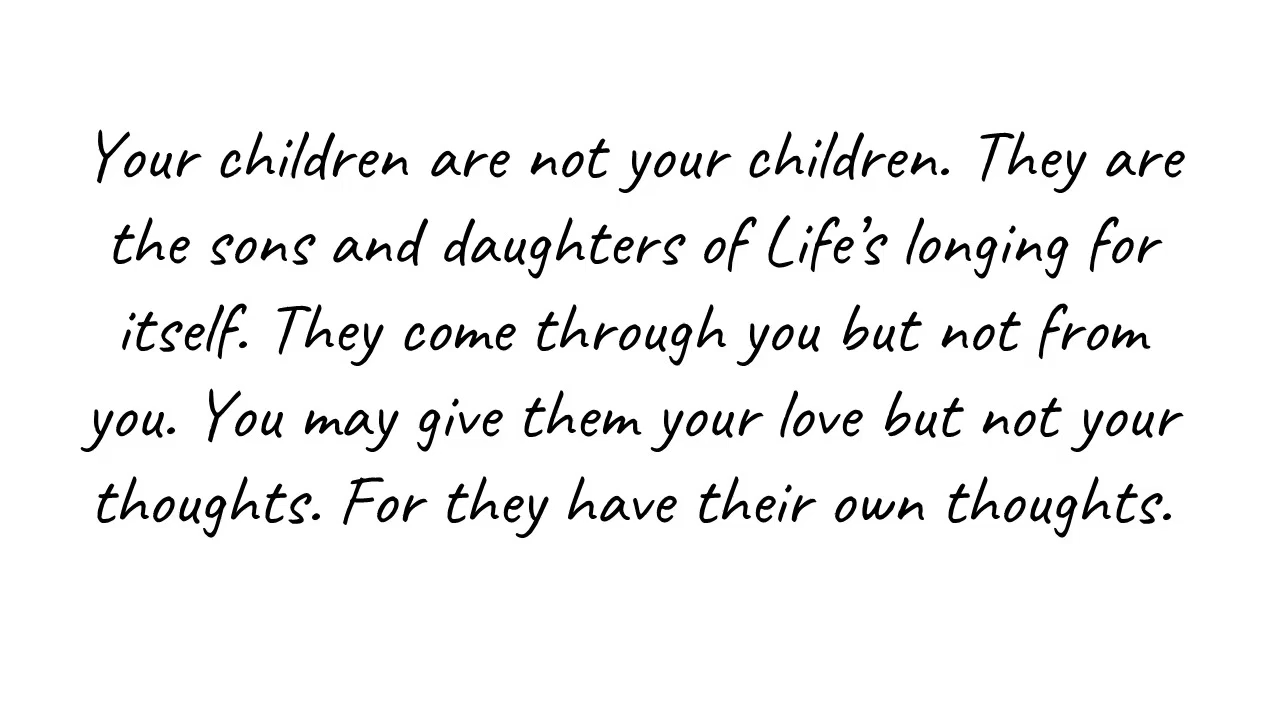 Your children are not your children. They are
the sons and daughters of Life’s longing for
itself. They come through you but not from
you. You may give them your love but not your
thoughts. For they have their own thoughts.